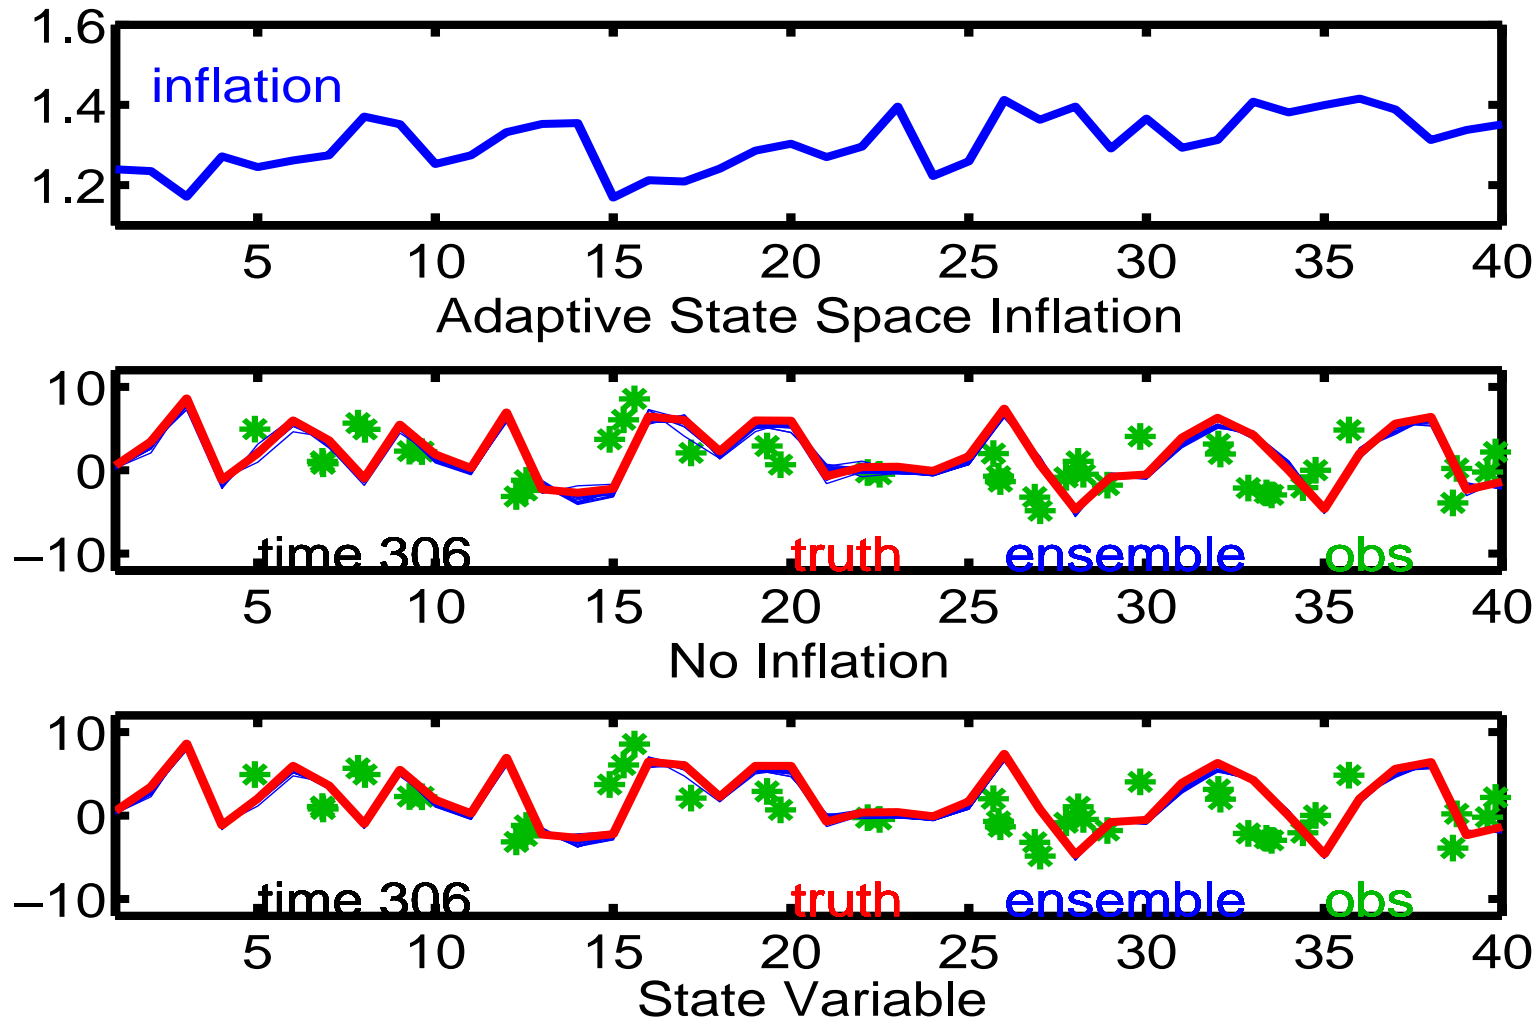 1.6
inflation
1.4
1.2
5 10 15 20 25 30 35 40
Adaptive State Space Inflation
10
0
−10
time 306 truth ensemble obs
5 10 15 20 25 30 35 40
No Inflation
10
0
−10
time 306 truth ensemble obs
5 10 15 20 25 30 35 40
State Variable